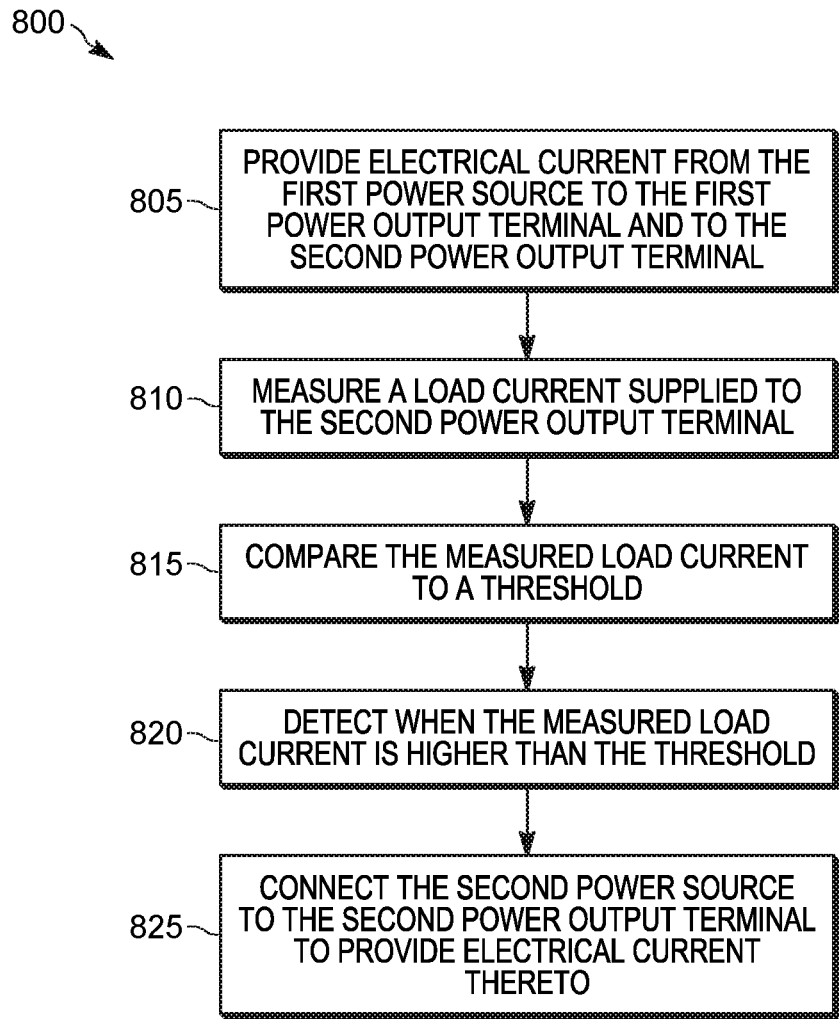 800
805
PROVIDE ELECTRICAL CURRENT FROM THE
FIRST POWER SOURCE TO THE FIRST
POWER OUTPUT TERMINAL AND TO THE
SECOND POWER OUTPUT TERMINAL
810
MEASURE A LOAD CURRENT SUPPLIED TO
THE SECOND POWER OUTPUT TERMINAL
815
COMPARE THE MEASURED LOAD CURRENT
TO A THRESHOLD
820
DETECT WHEN THE MEASURED LOAD
CURRENT IS HIGHER THAN THE THRESHOLD
825
CONNECT THE SECOND POWER SOURCE
TO THE SECOND POWER OUTPUT TERMINAL
TO PROVIDE ELECTRICAL CURRENT
THERETO